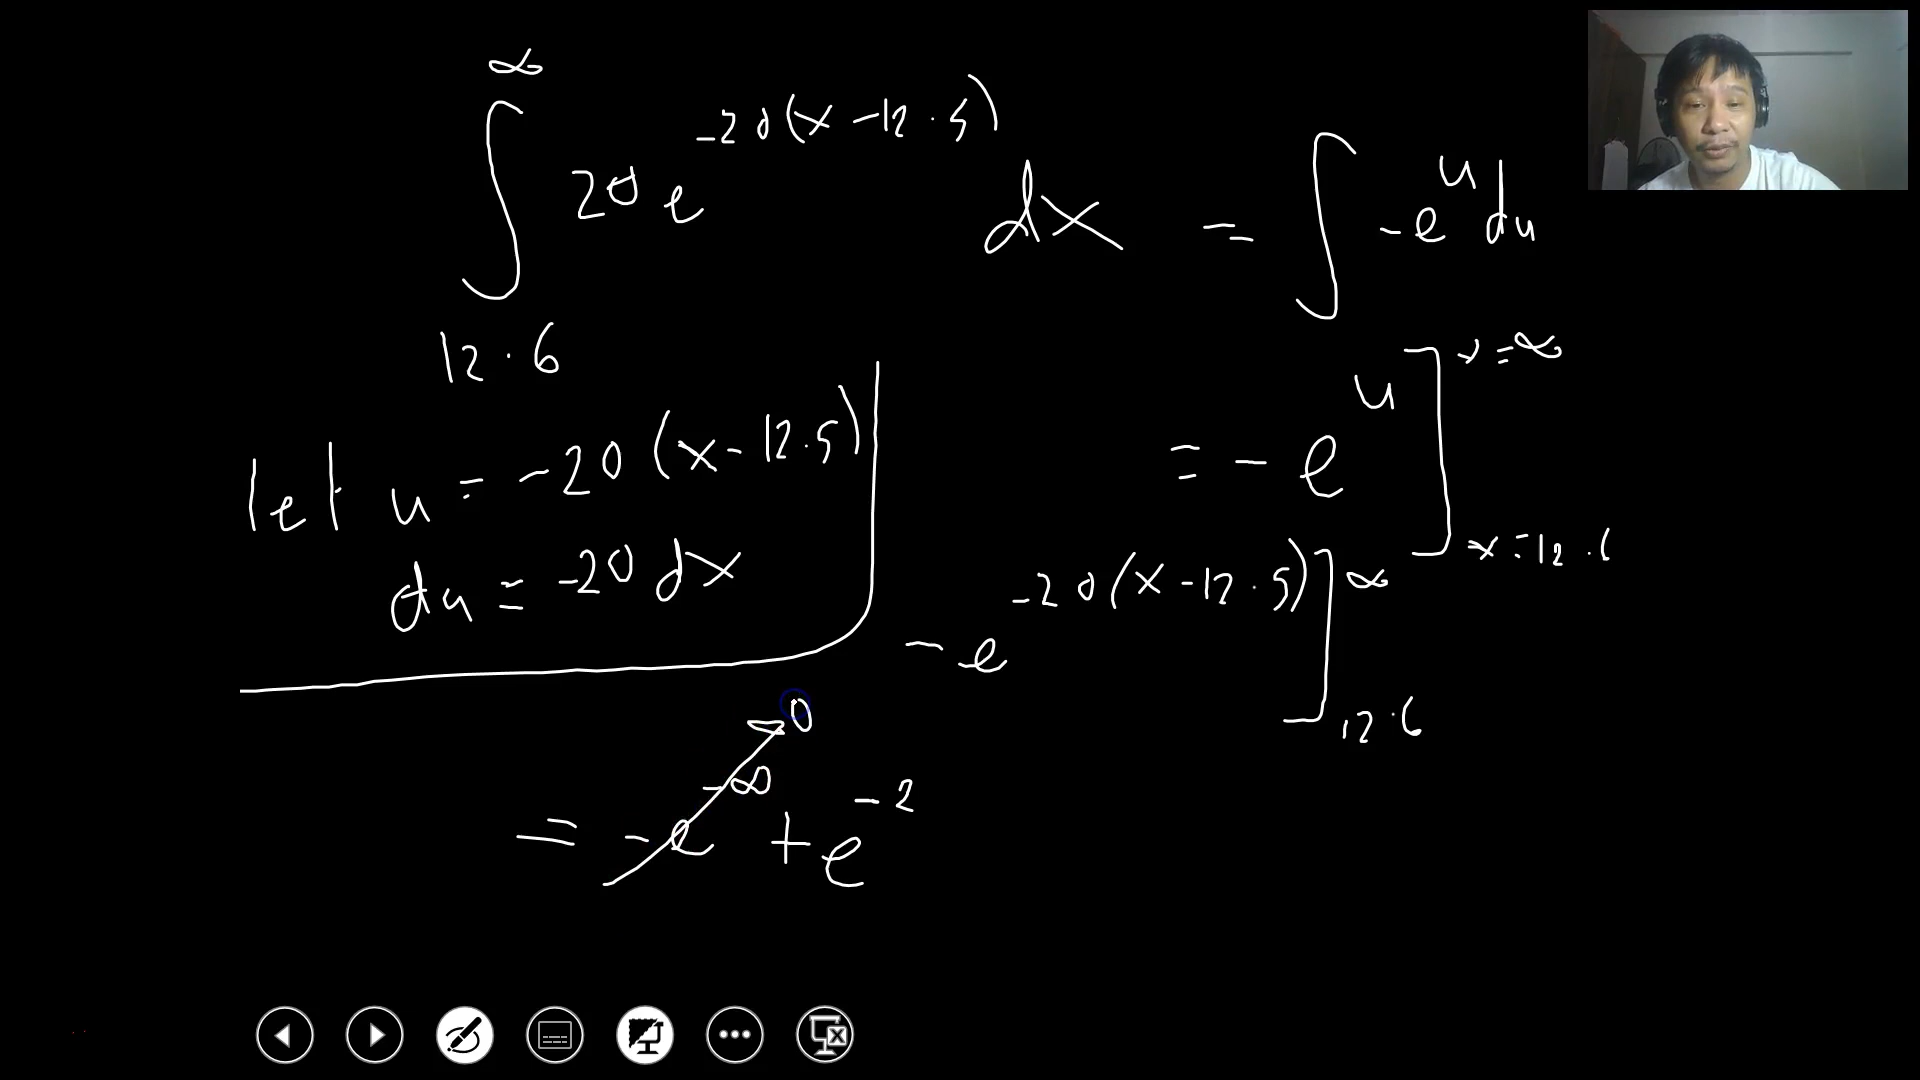 ∫_{12.6}^{∞} 20 e^{-20(x-12.5)} dx = ∫ -e^u du
let u = -20(x-12.5)
du = -20 dx
= -e^u ]_{x=12.6}^{x=∞}
-e^{-20(x-12.5)} ]_{12.6}^{∞}
0
= -e^{-∞} + e^{-2}